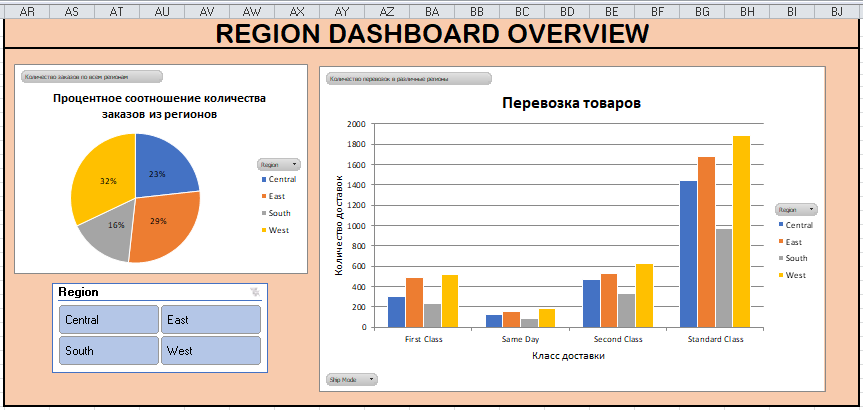 AR AS AT AU AV AW AX AY AZ BA BB BC BD BE BF BG BH BI BJ
REGION DASHBOARD OVERVIEW
Количество заказов по всем регионам
Процентное соотношение количества
заказов из регионов
23%
29%
16%
32%
Region
Central
East
South
West
Region
Central East
South West
Количество перевозок в различные регионы
Перевозка товаров
Количество доставок
2000
1800
1600
1400
1200
1000
800
600
400
200
0
First Class Same Day Second Class Standard Class
Класс доставки
Region
Central
East
South
West
Ship Mode